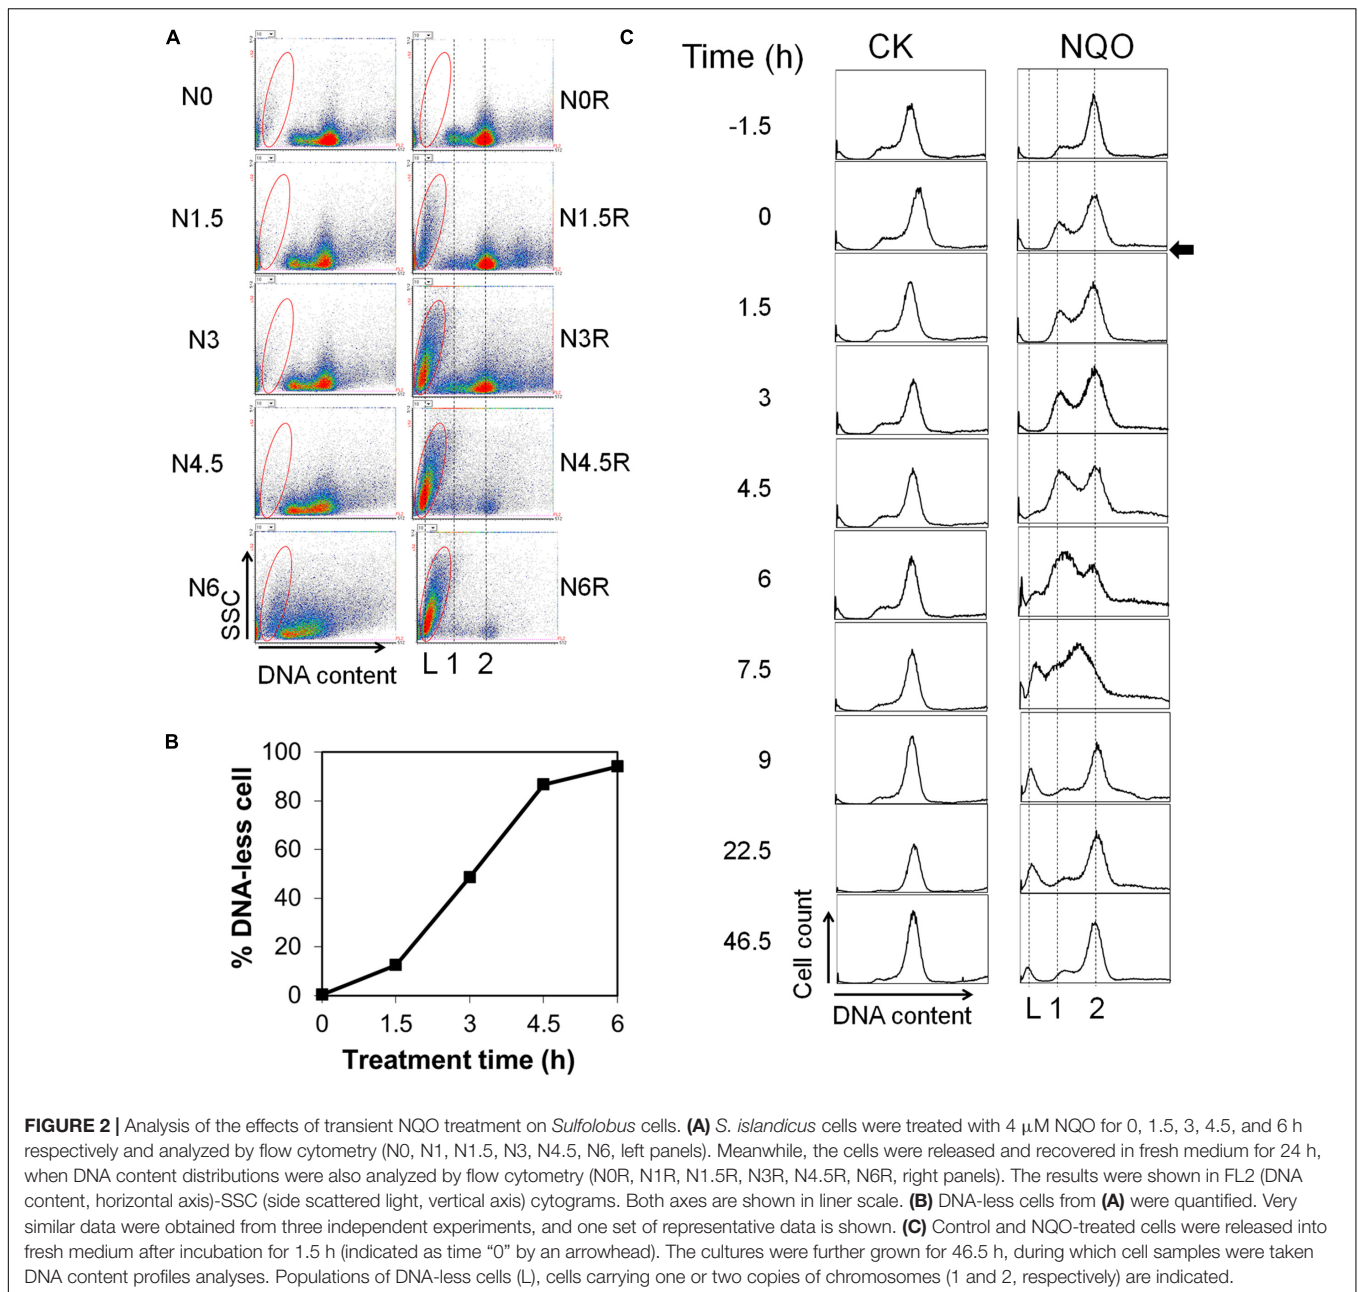 A
N0
N0R
N1.5
N1.5R
N3
N3R
N4.5
N4.5R
N6
N6R
SSC
DNA content
L 1 2
B
% DNA-less cell
100
80
60
40
20
0
0 1.5 3 4.5 6
Treatment time (h)
C
Time (h) CK NQO
-1.5
0
1.5
3
4.5
6
7.5
9
22.5
46.5
Cell count
DNA content
L 1 2
FIGURE 2 | Analysis of the effects of transient NQO treatment on Sulfolobus cells. (A) S. islandicus cells were treated with 4 μM NQO for 0, 1.5, 3, 4.5, and 6 h
respectively and analyzed by flow cytometry (N0, N1, N1.5, N3, N4.5, N6, left panels). Meanwhile, the cells were released and recovered in fresh medium for 24 h,
when DNA content distributions were also analyzed by flow cytometry (N0R, N1R, N1.5R, N3R, N4.5R, N6R, right panels). The results were shown in FL2 (DNA
content, horizontal axis)-SSC (side scattered light, vertical axis) cytograms. Both axes are shown in liner scale. (B) DNA-less cells from (A) were quantified. Very
similar data were obtained from three independent experiments, and one set of representative data is shown. (C) Control and NQO-treated cells were released into
fresh medium after incubation for 1.5 h (indicated as time “0” by an arrowhead). The cultures were further grown for 46.5 h, during which cell samples were taken
DNA content profiles analyses. Populations of DNA-less cells (L), cells carrying one or two copies of chromosomes (1 and 2, respectively) are indicated.